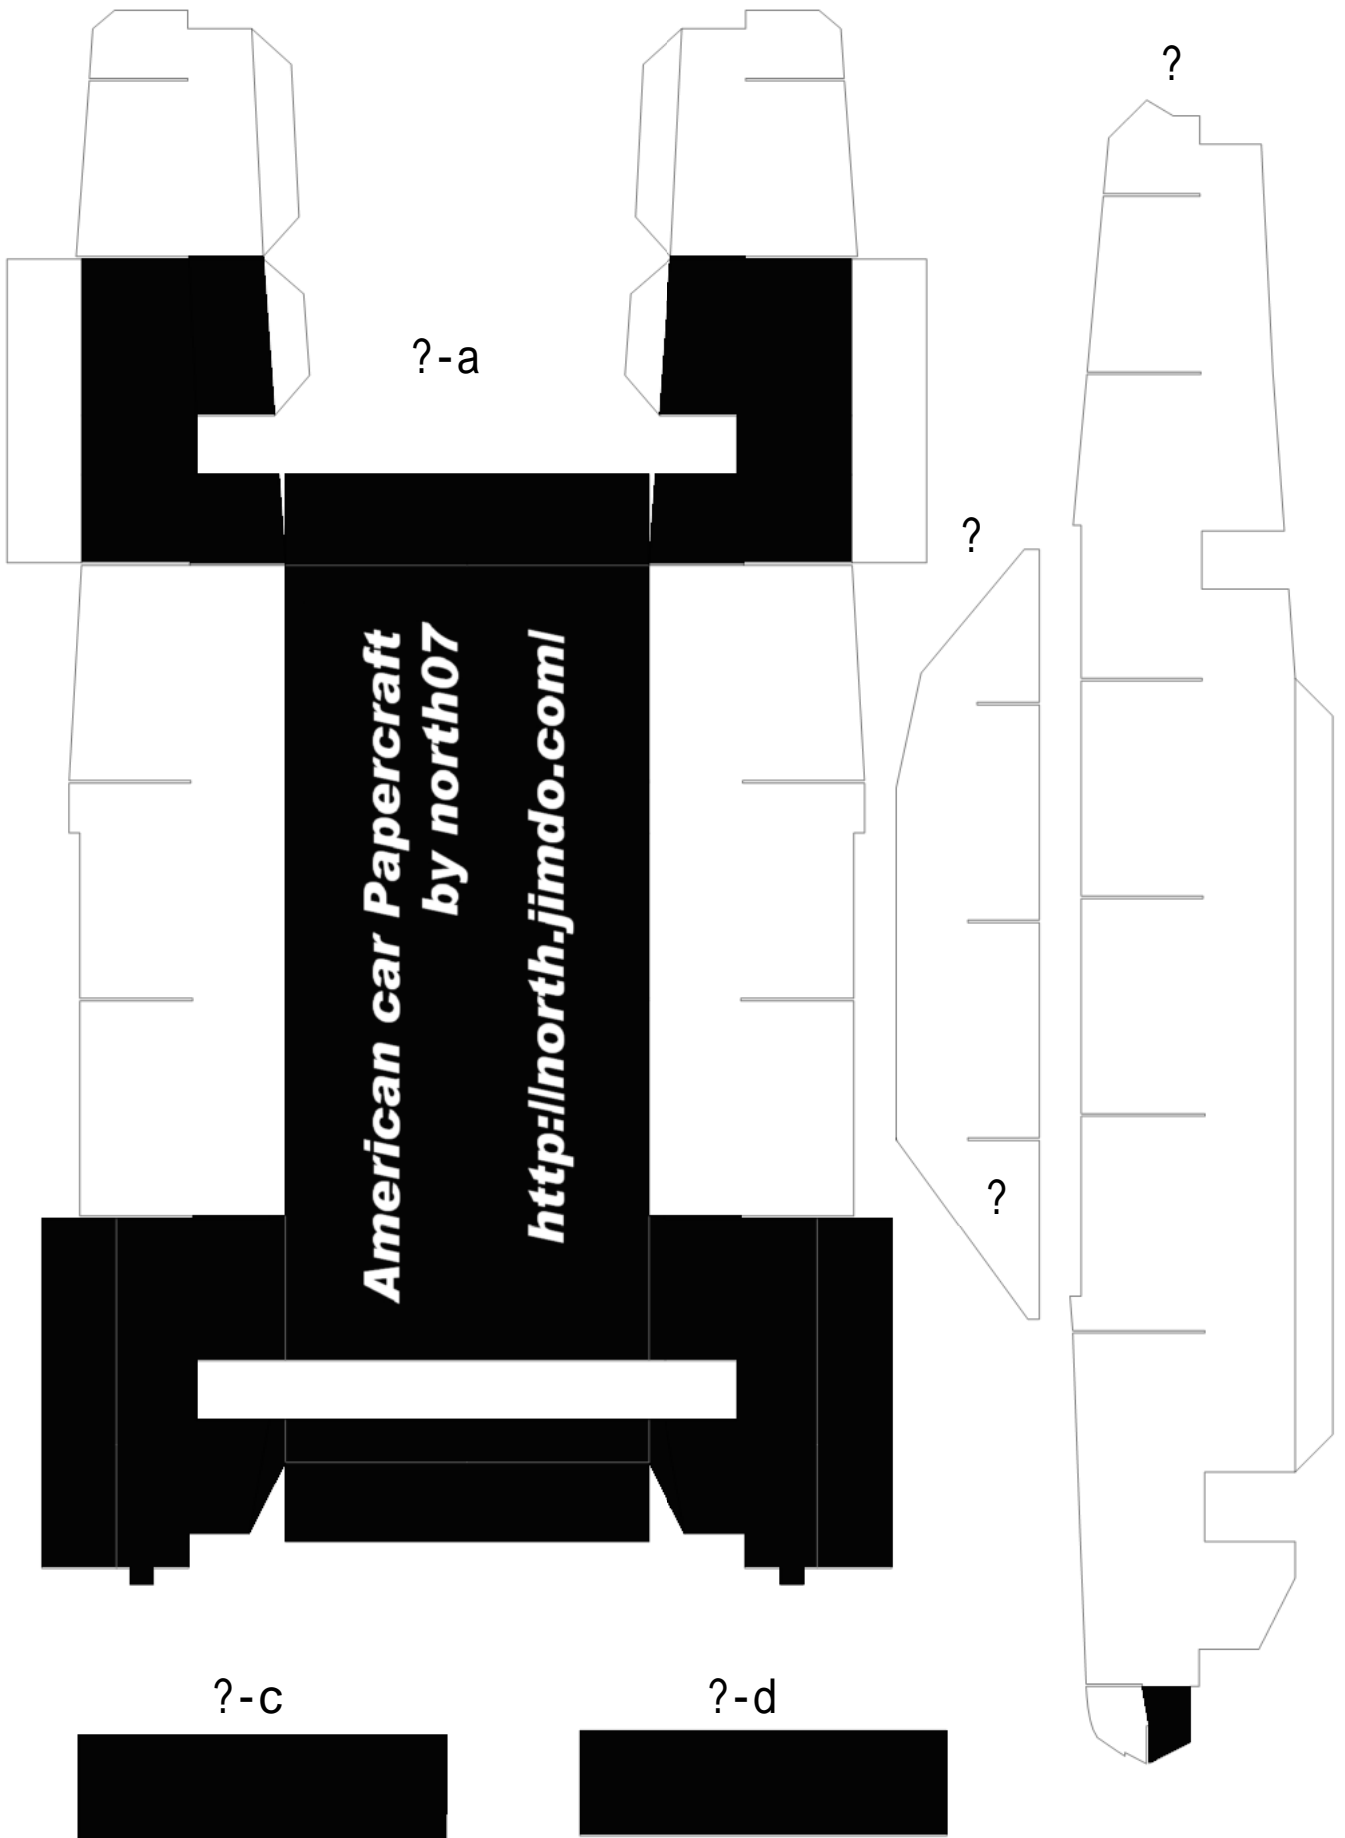 ?
?-a
?
American car Papercraft
by north07
http://north.jimdo.com/
?
?-c
?-d